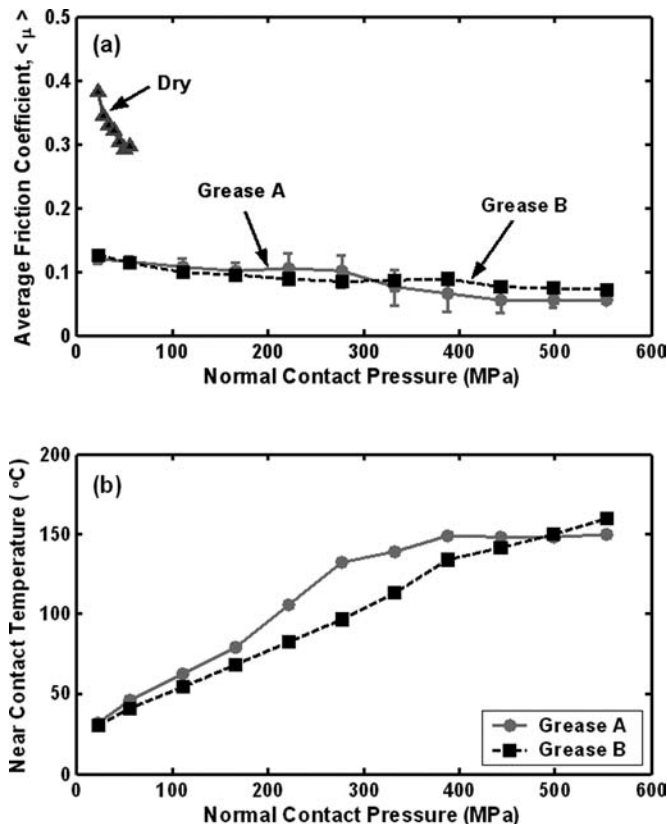 0.5
(a)
Dry
0.4
0.3
Grease A
Grease B
0.2
0.1
0
Average Friction Coefficient, < μ >
0 100 200 300 400 500 600
Normal Contact Pressure (MPa)
200
(b)
150
100
50
0
Near Contact Temperature ( °C)
Grease A
Grease B
0 100 200 300 400 500 600
Normal Contact Pressure (MPa)